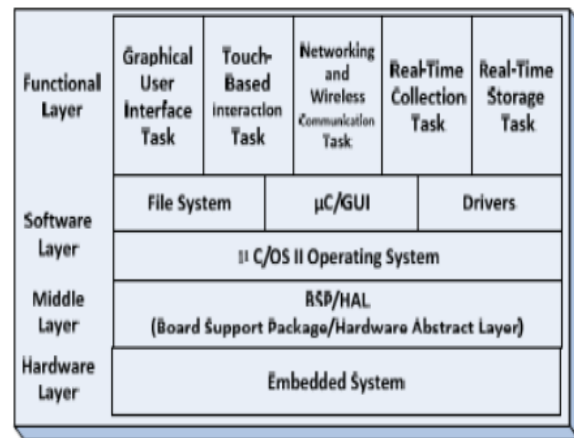 Functional
Layer
Graphical
User
Interface
Task
Touch-
Based
Interaction
Task
Networking
and
Wireless
Communication
Task
Real-Time
Collection
Task
Real-Time
Storage
Task
Software
Layer
File System
µC/GUI
Drivers
µ C/OS II Operating System
Middle
Layer
BSP/HAL
(Board Support Package/Hardware Abstract Layer)
Hardware
Layer
Embedded System